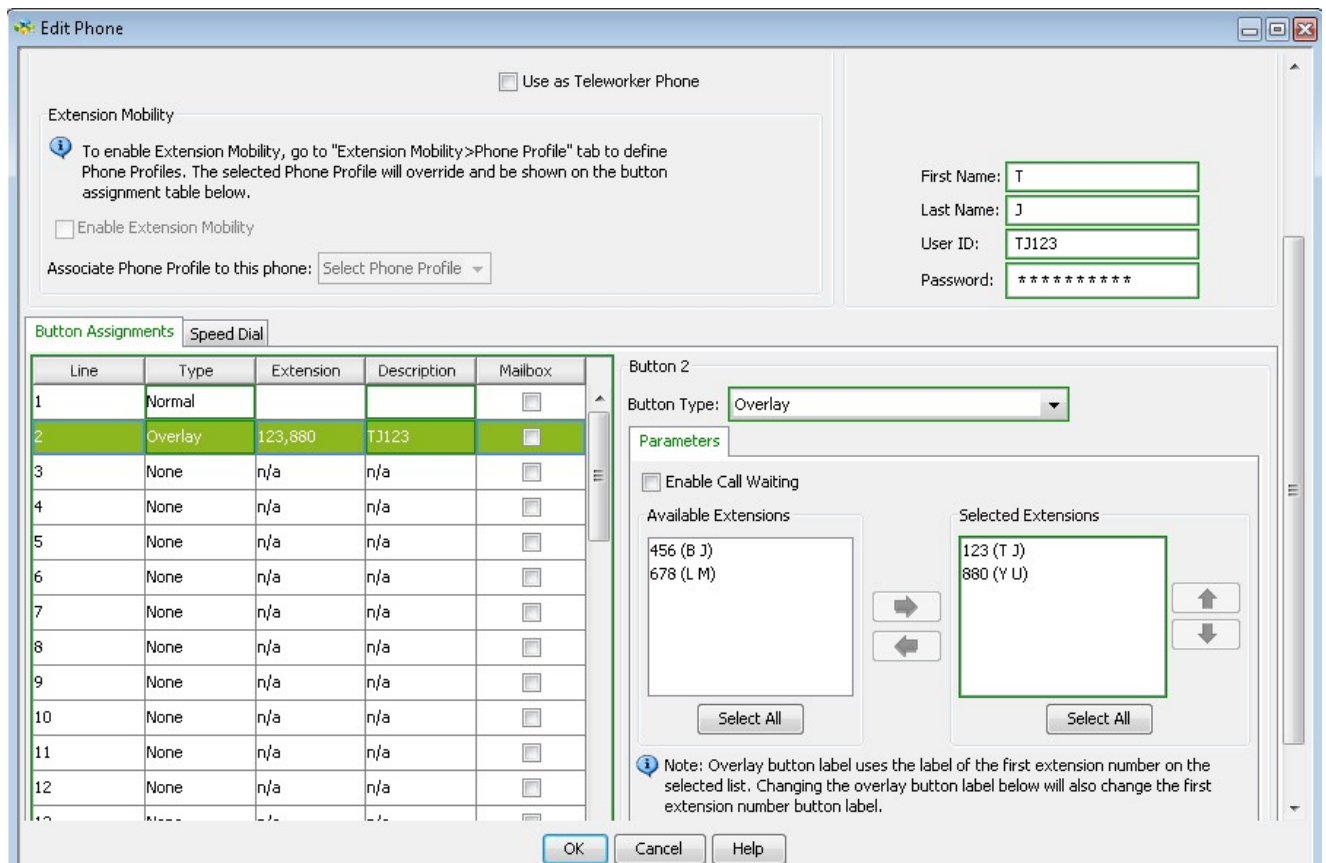 Edit Phone
Use as Teleworker Phone
Extension Mobility
To enable Extension Mobility, go to "Extension Mobility>Phone Profile" tab to define
Phone Profiles. The selected Phone Profile will override and be shown on the button
assignment table below.
Enable Extension Mobility
Associate Phone Profile to this phone: Select Phone Profile
First Name: T
Last Name: J
User ID: TJ123
Password: **********
Button Assignments Speed Dial
Line Type Extension Description Mailbox
1 Normal
2 Overlay 123,880 TJ123
3 None n/a n/a
4 None n/a n/a
5 None n/a n/a
6 None n/a n/a
7 None n/a n/a
8 None n/a n/a
9 None n/a n/a
10 None n/a n/a
11 None n/a n/a
12 None n/a n/a
Button 2
Button Type: Overlay
Parameters
Enable Call Waiting
Available Extensions
456 (B J)
678 (L M)
Select All
Selected Extensions
123 (T J)
880 (Y U)
Select All
Note: Overlay button label uses the label of the first extension number on the
selected list. Changing the overlay button label below will also change the first
extension number button label.
OK Cancel Help